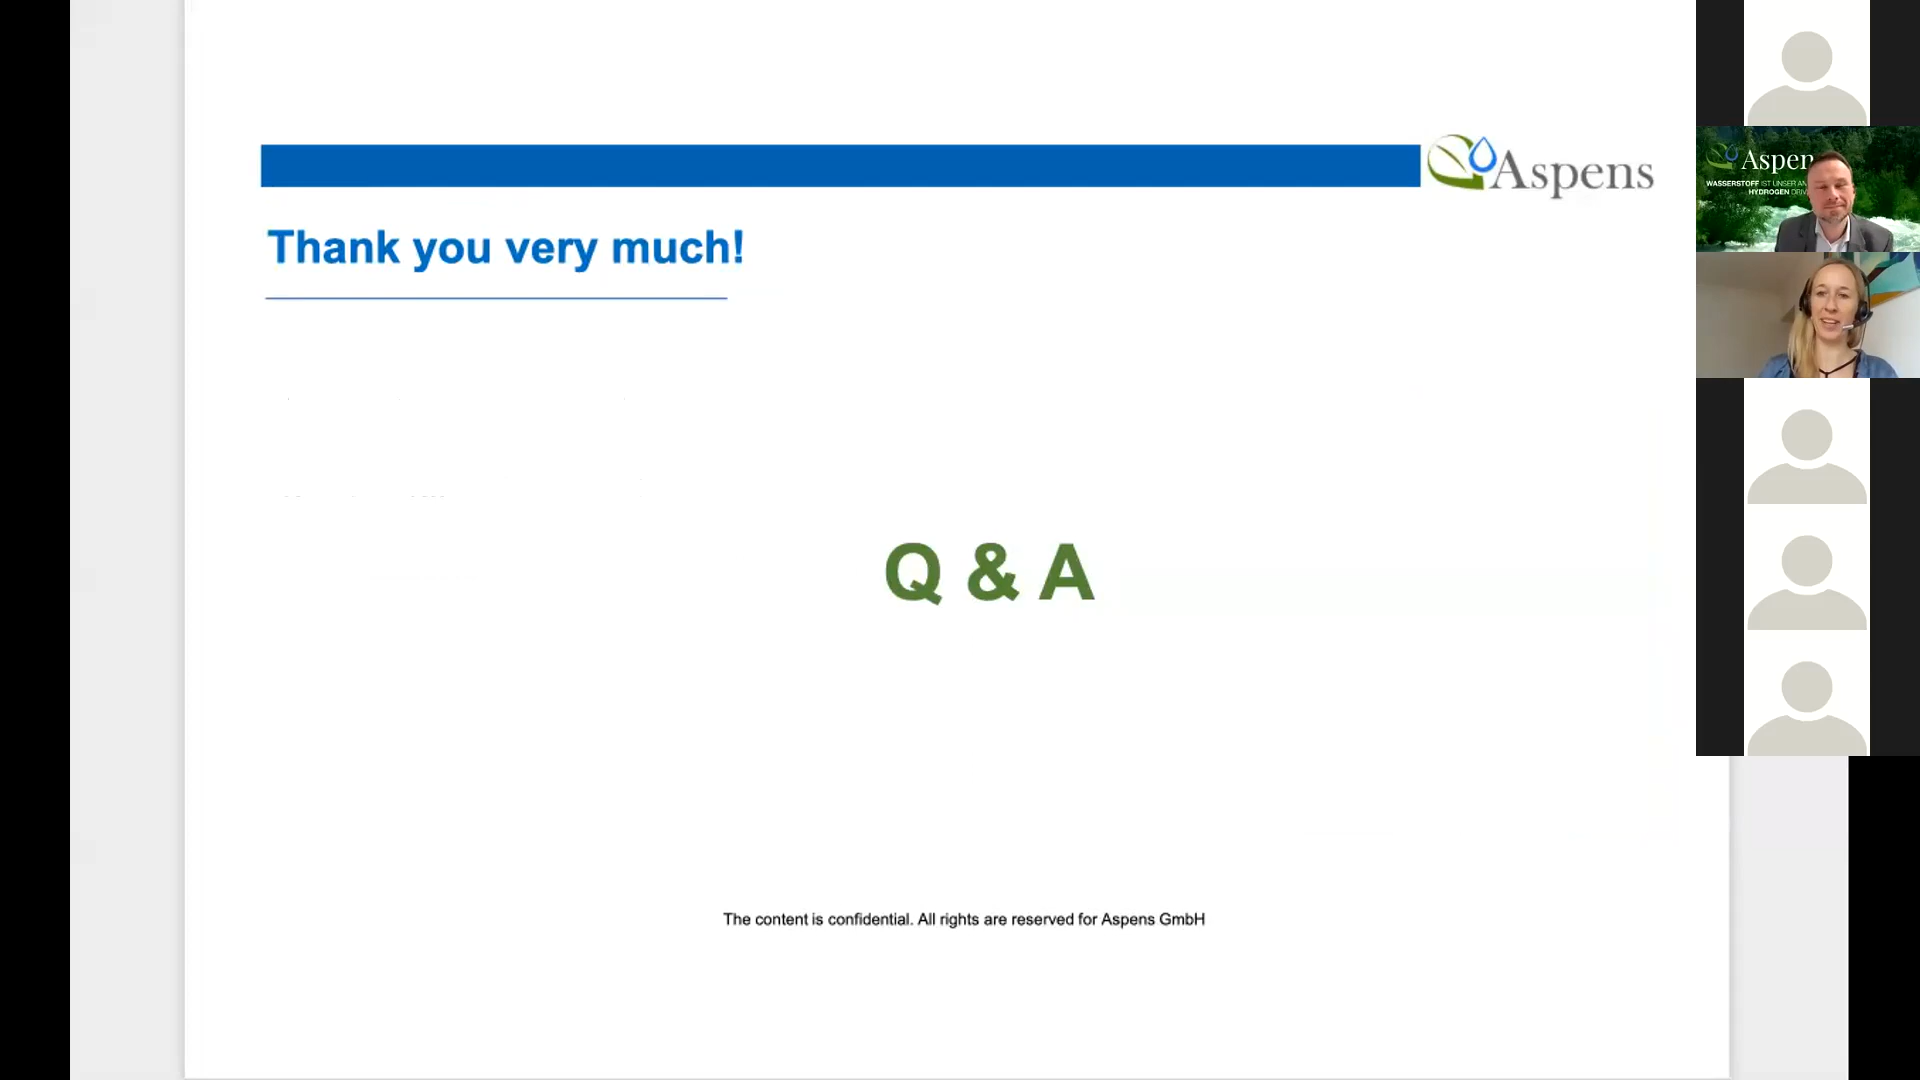 Aspens
Thank you very much!
Q & A
The content is confidential. All rights are reserved for Aspens GmbH
Aspen
WASSERSTOFF IST UNSER AN
HYDROGEN DRIV